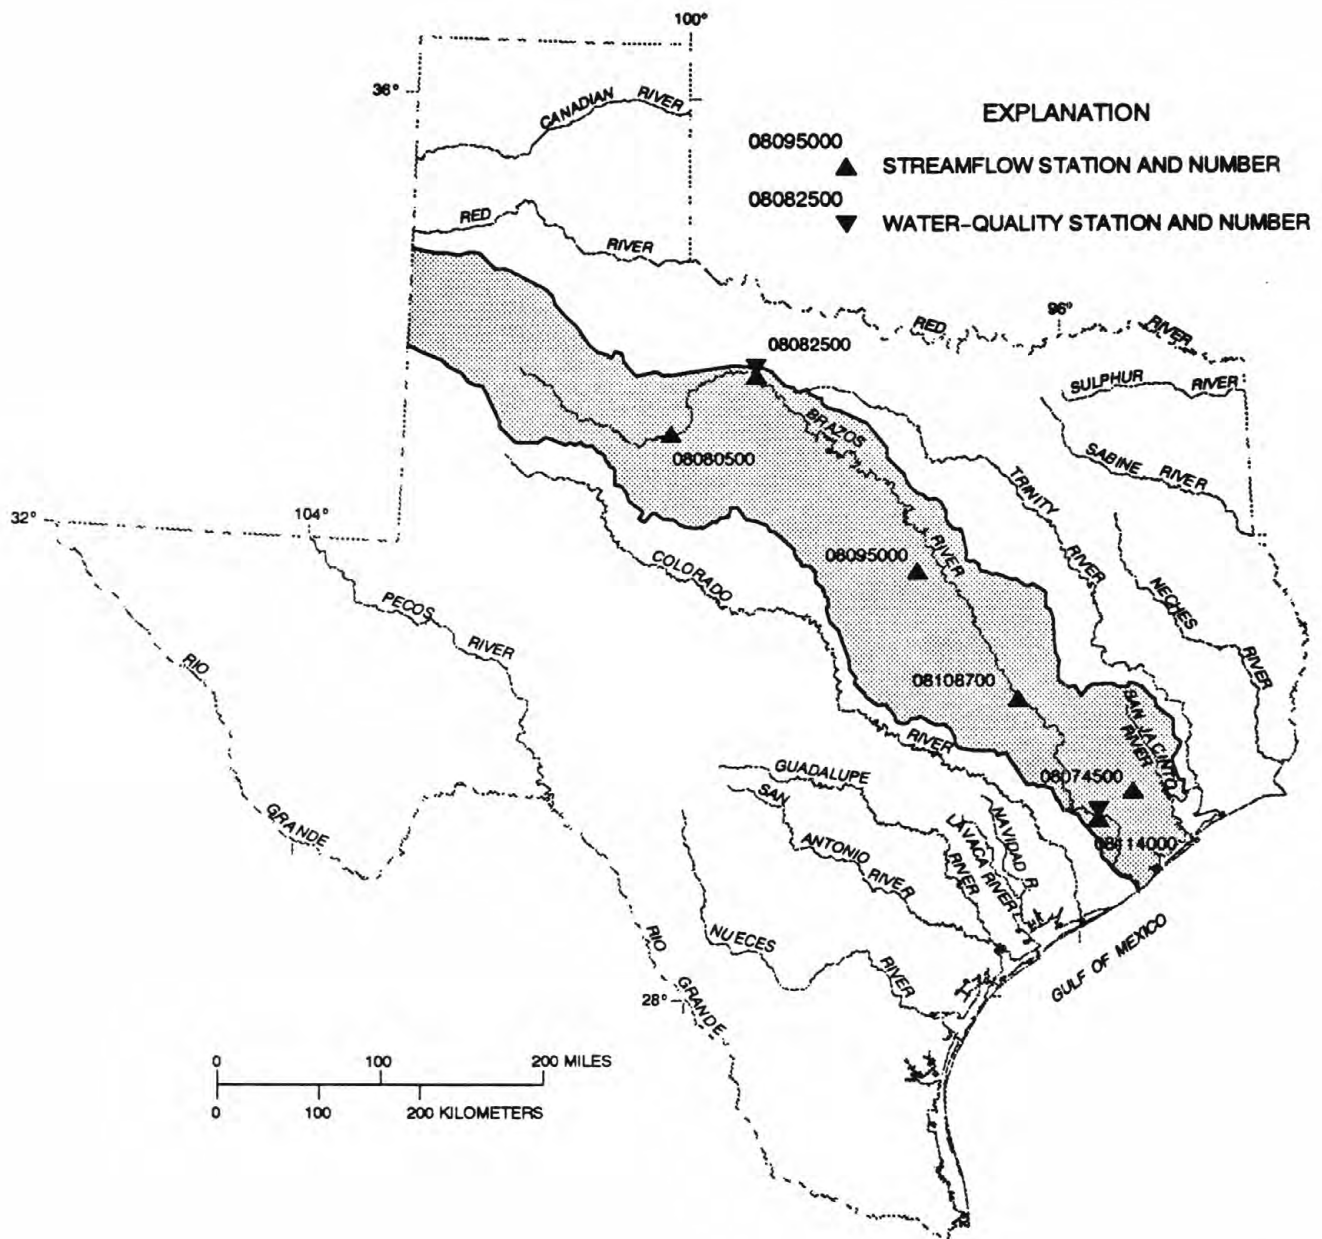 100°
36°
CANADIAN RIVER
EXPLANATION
08095000
STREAMFLOW STATION AND NUMBER
08082500
WATER-QUALITY STATION AND NUMBER
RED RIVER
RED RIVER
96°
08082500
SULPHUR RIVER
BRAZOS RIVER
08080500
SABINE RIVER
TRINITY RIVER
32°
104°
08095000
COLORADO RIVER
NECHES RIVER
PECOS RIVER
RIO GRANDE
08108700
SAN JACINTO RIVER
GUADALUPE
RIVER
08074500
SAN ANTONIO RIVER
NAVIDAD R.
LAVACA RIVER
08114000
NUECES RIVER
RIO GRANDE
GULF OF MEXICO
28°
0 100 200 MILES
0 100 200 KILOMETERS